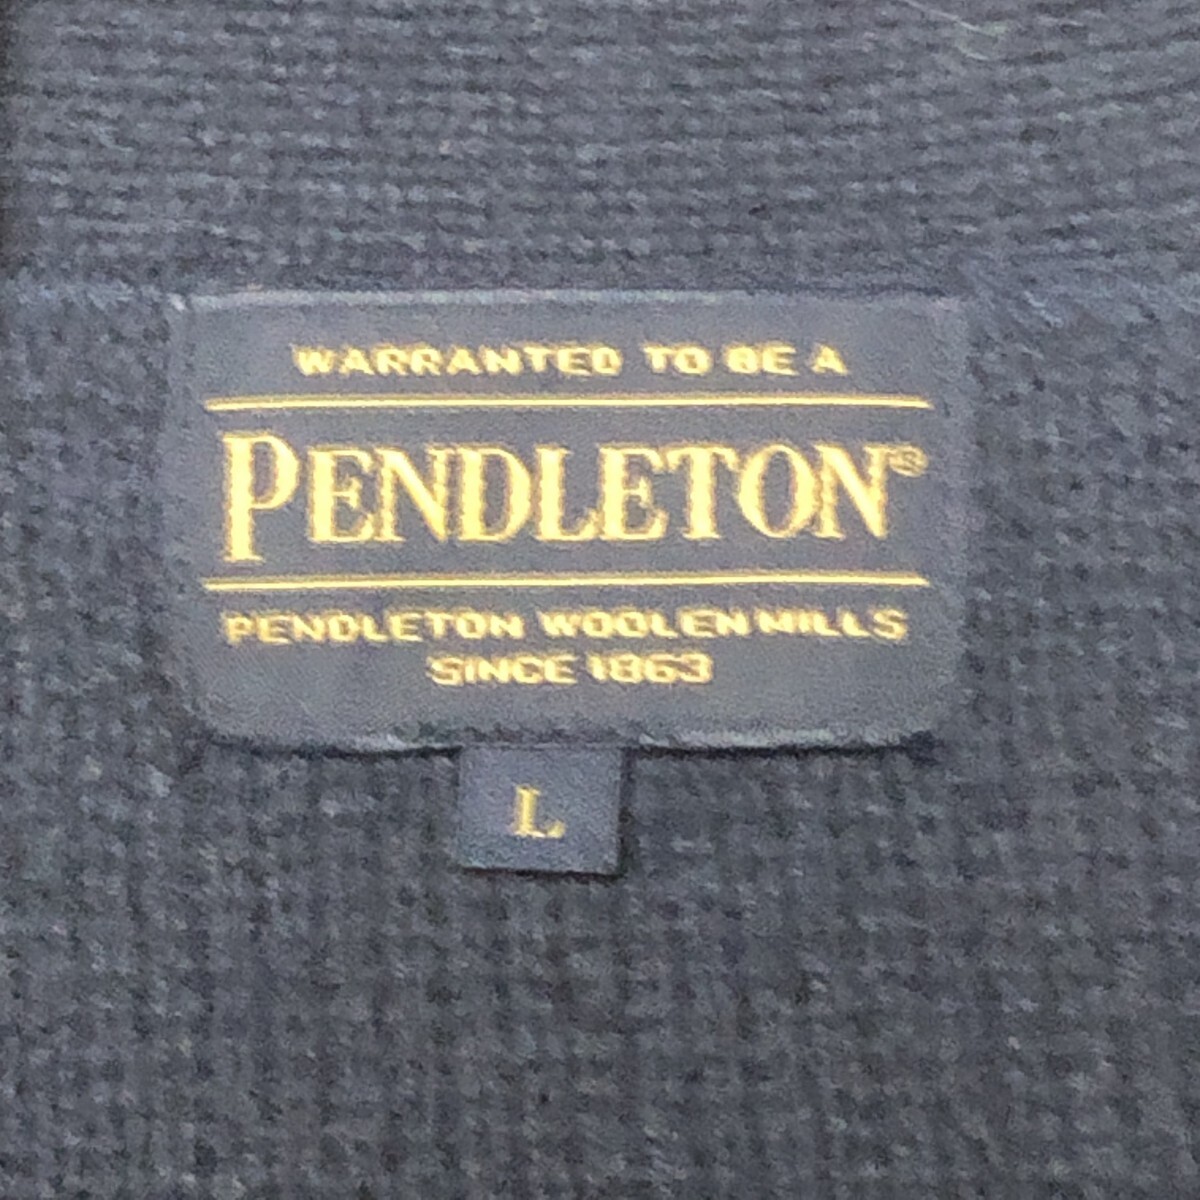 WARRANTED TO BE A
PENDLETON®
PENDLETON WOOLEN MILLS
SINCE 1863
L